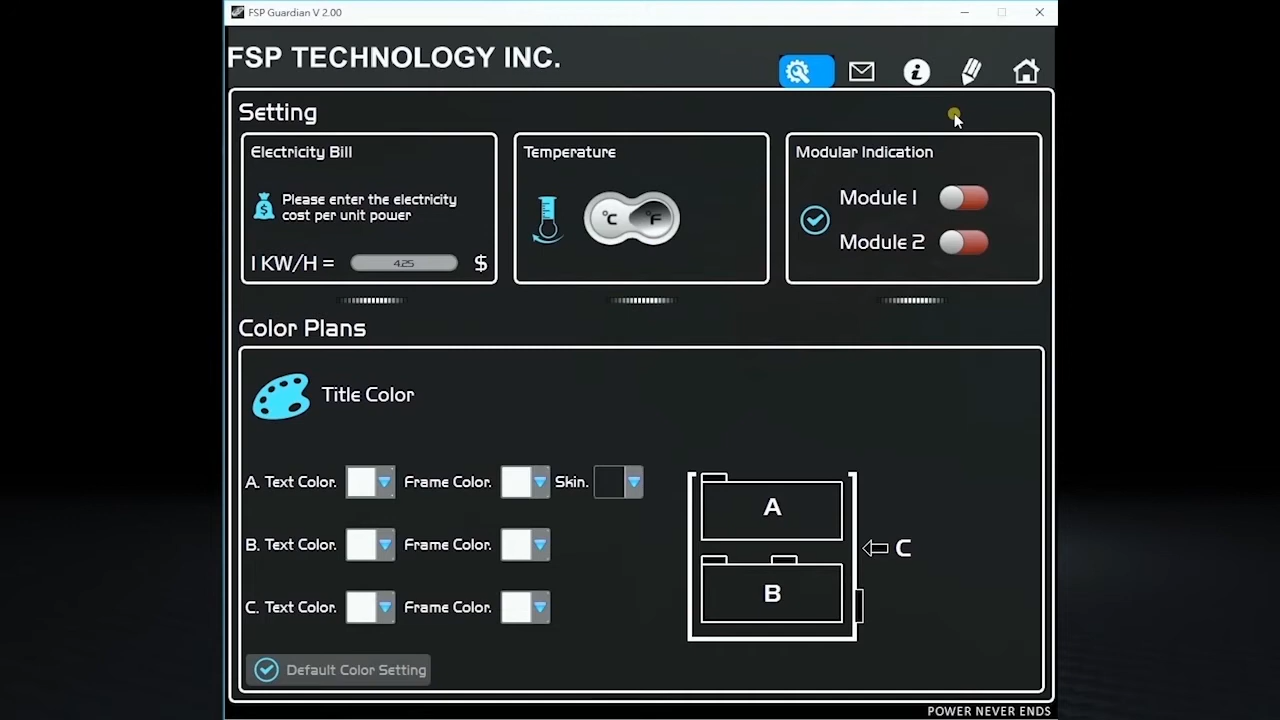 FSP Guardian V 2.00
FSP TECHNOLOGY INC.
Setting
Electricity Bill
Please enter the electricity
cost per unit power
1 KW/H = 4.25 $
Temperature
°C °F
Modular Indication
Module 1
Module 2
Color Plans
Title Color
A. Text Color. Frame Color. Skin.
B. Text Color. Frame Color.
C. Text Color. Frame Color.
A
B
C
Default Color Setting
POWER NEVER ENDS